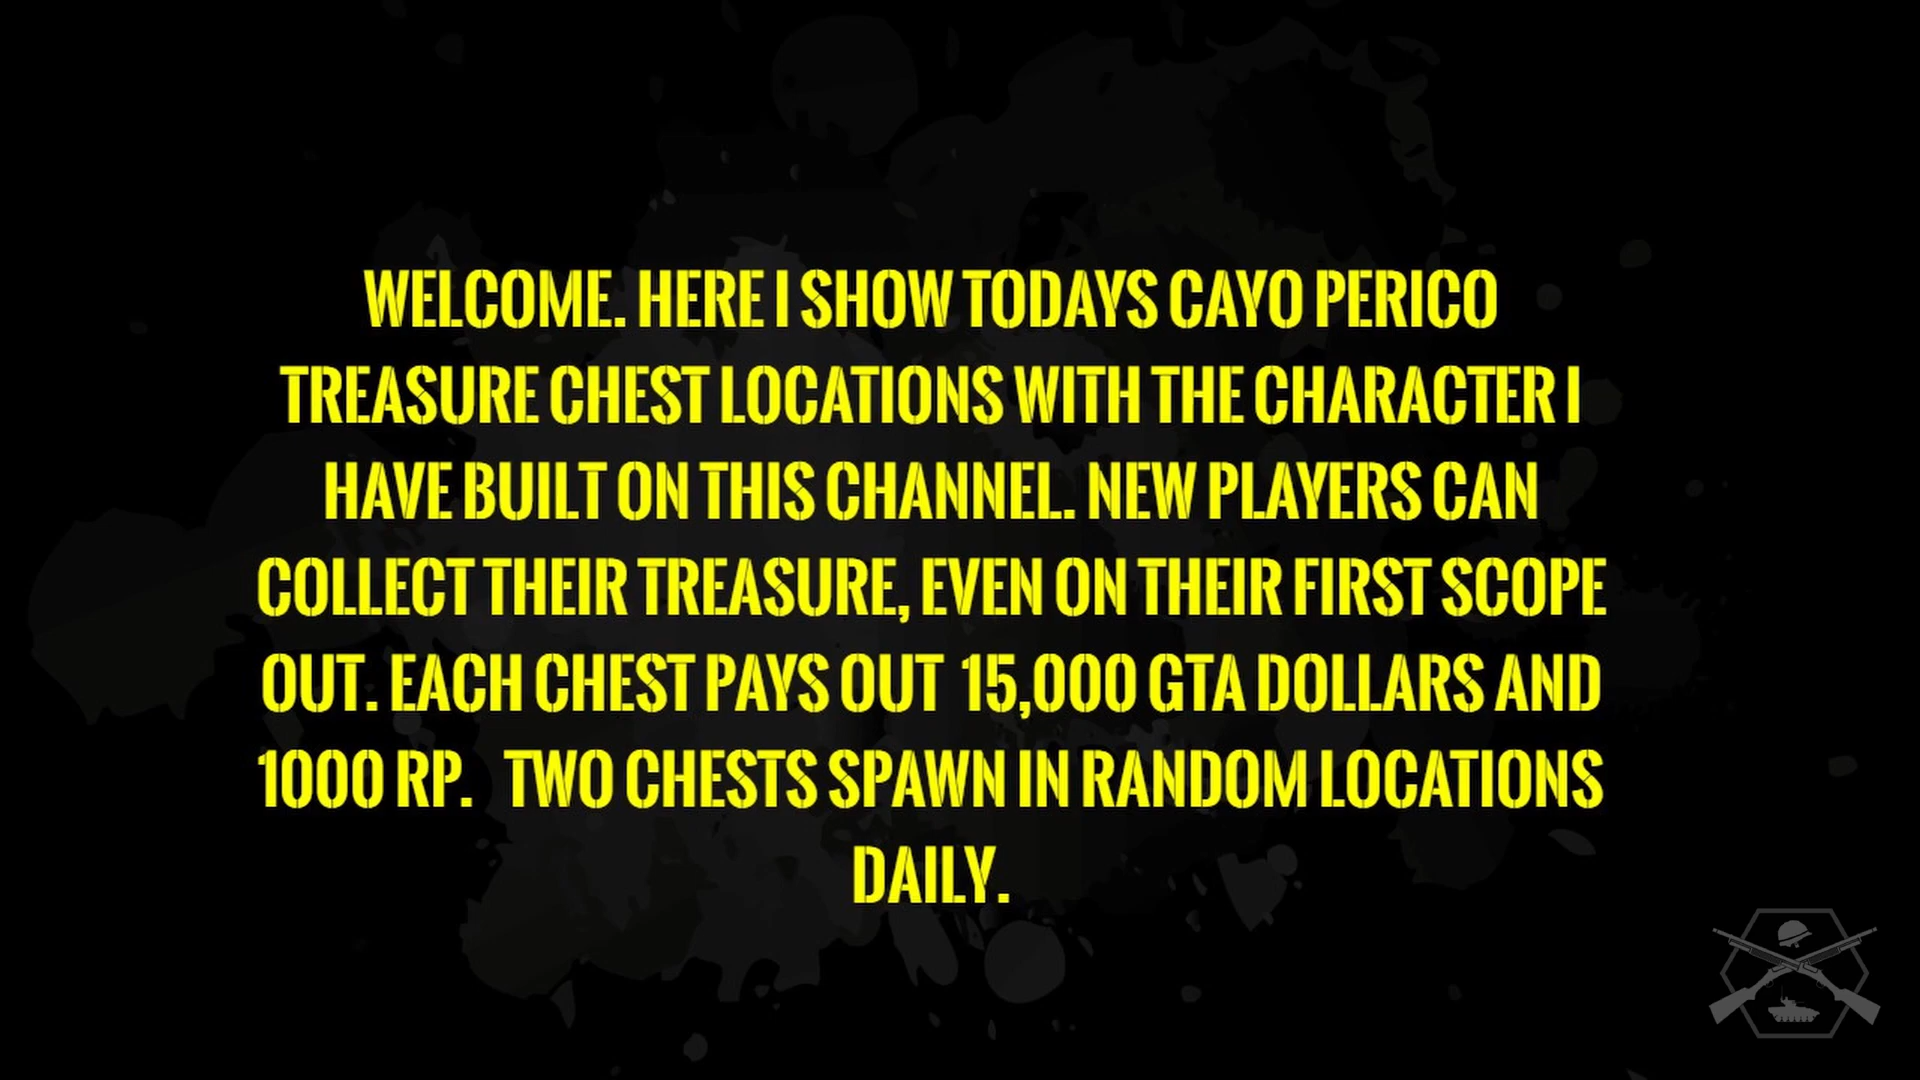 WELCOME. HERE I SHOW TODAYS CAYO PERICO
TREASURE CHEST LOCATIONS WITH THE CHARACTER I
HAVE BUILT ON THIS CHANNEL. NEW PLAYERS CAN
COLLECT THEIR TREASURE, EVEN ON THEIR FIRST SCOPE
OUT. EACH CHEST PAYS OUT 15,000 GTA DOLLARS AND
1000 RP. TWO CHESTS SPAWN IN RANDOM LOCATIONS
DAILY.